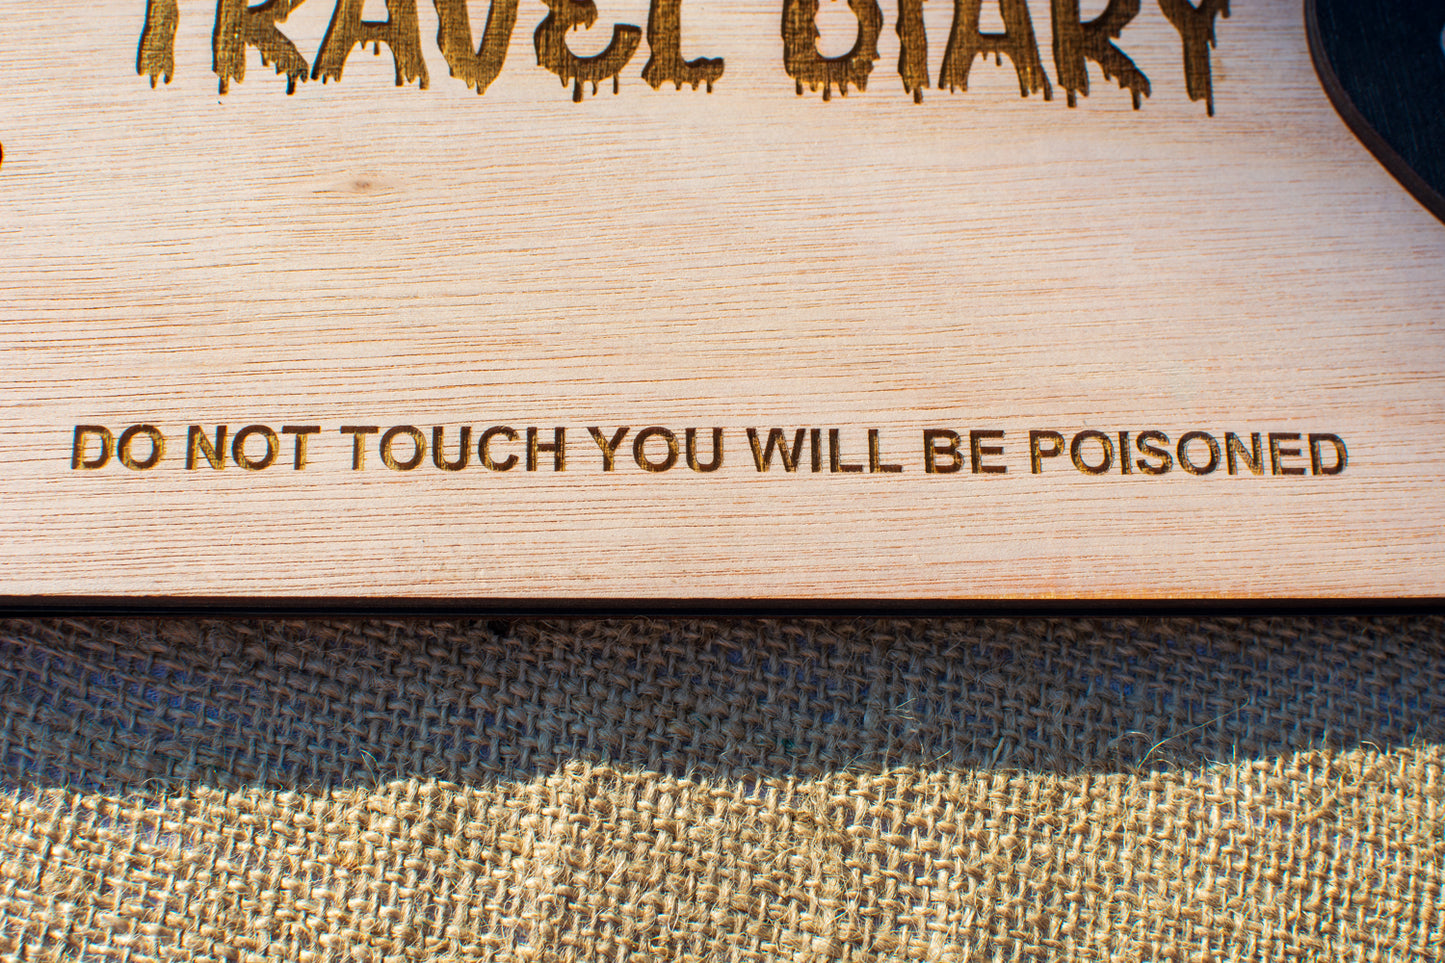 TRAVEL DIARY
DO NOT TOUCH YOU WILL BE POISONED